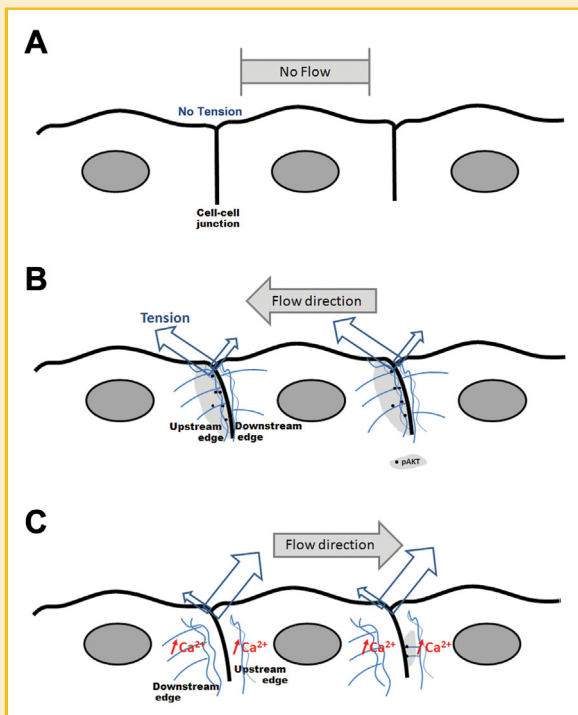 A
No Flow
No Tension
Cell-cell
junction
B
Flow direction
Tension
Upstream Downstream
edge edge
pAKT
C
Flow direction
Ca2+ Ca2+ Ca2+ Ca2+
Upstream
edge
Downstream
edge